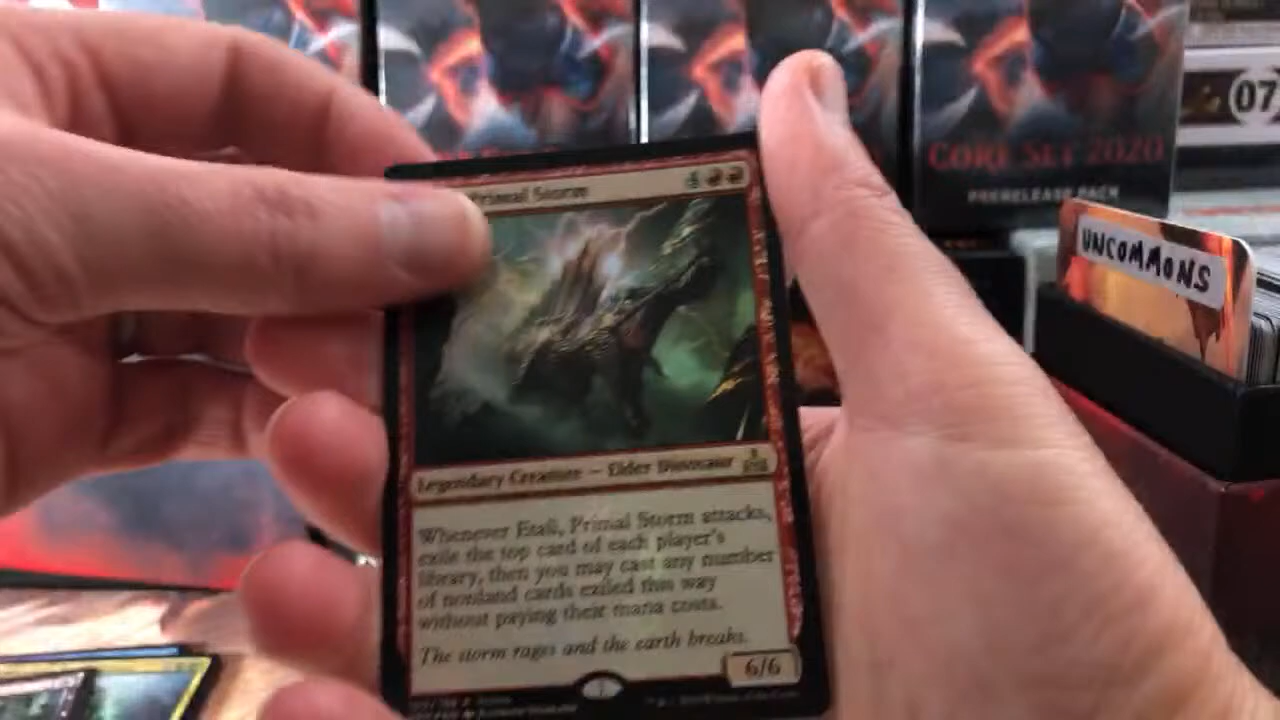 CORE SET 2020
PRERELEASE PACK
07
UNCOMMONS
Primal Storm
4
Legendary Creature — Elder Dinosaur
Whenever Etali, Primal Storm attacks,
exile the top card of each player's
library, then you may cast any number
of nonland cards exiled this way
without paying their mana costs.
The storm rages and the earth breaks.
6/6